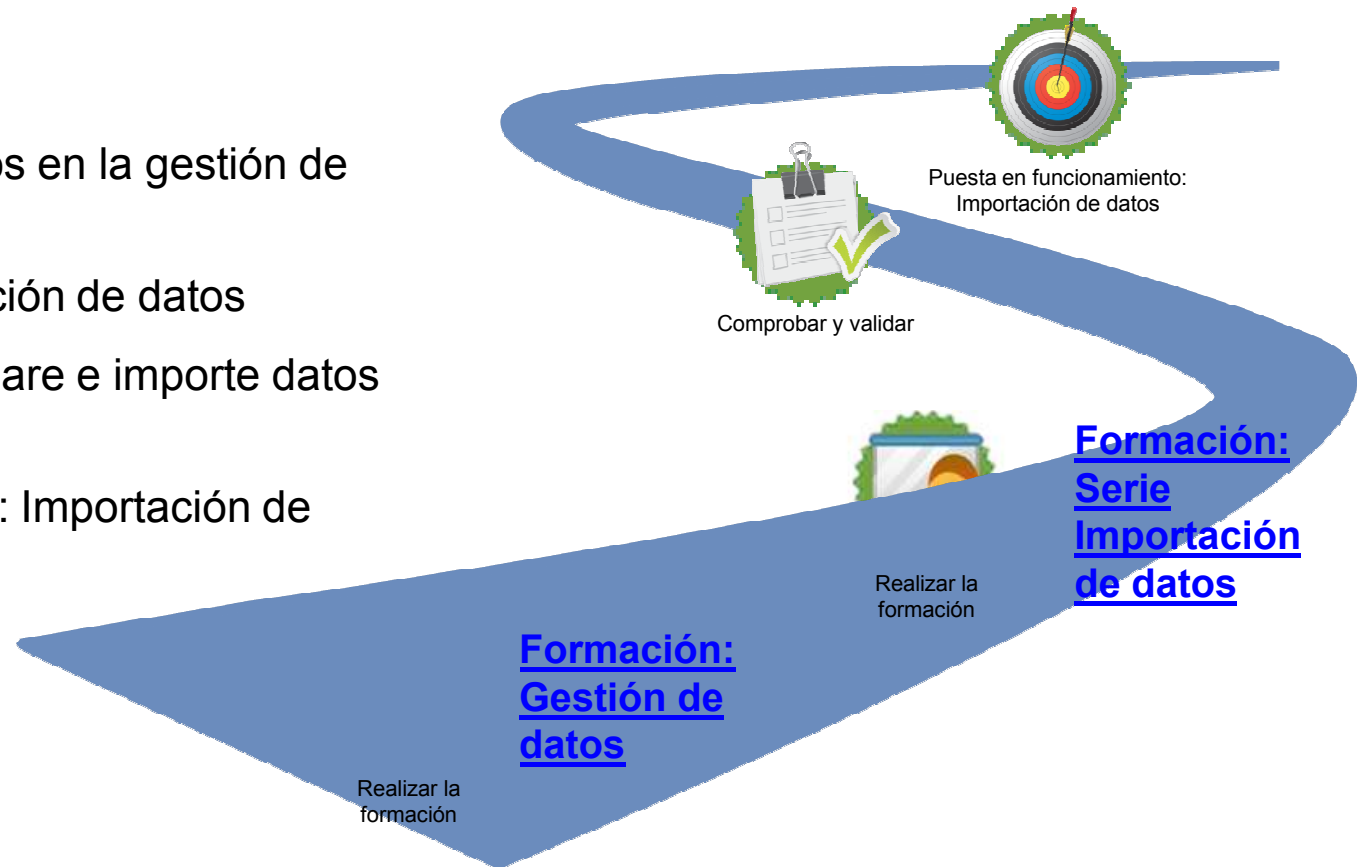 os en la gestión de
ción de datos
are e importe datos
: Importación de
Puesta en funcionamiento:
Importación de datos
Comprobar y validar
Formación:
Serie
Importación
de datos
Realizar la
formación
Formación:
Gestión de
datos
Realizar la
formación